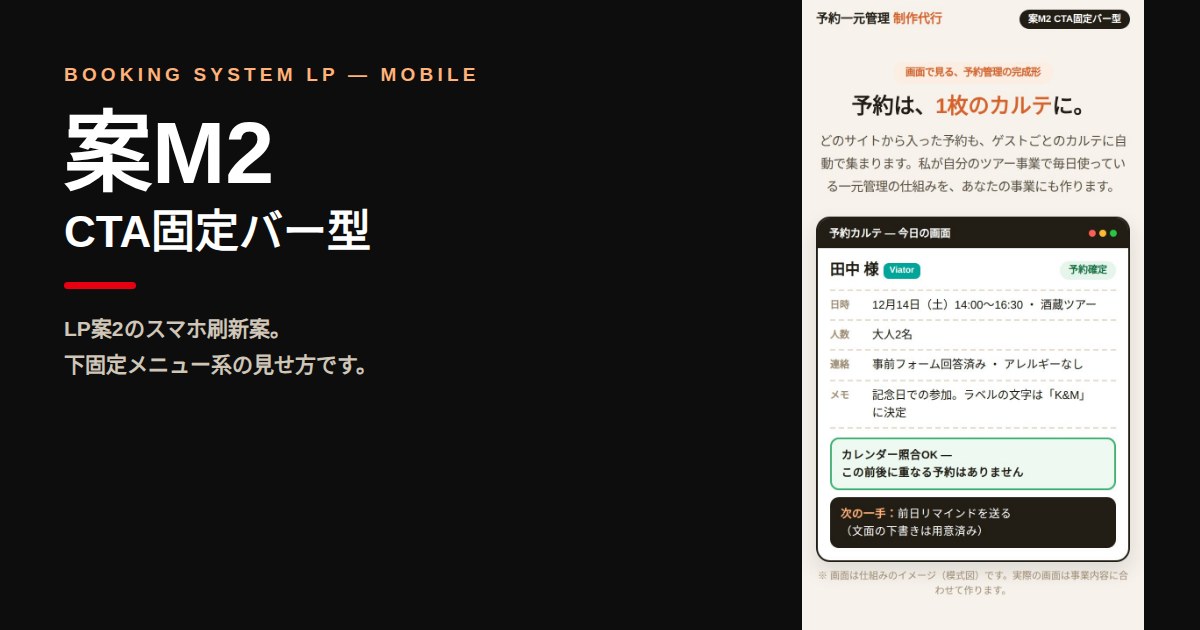 BOOKING SYSTEM LP — MOBILE
案M2
CTA固定バー型
LP案2のスマホ刷新案。
下固定メニュー系の見せ方です。
予約一元管理 制作代行
案M2 CTA固定バー型
画面で見る、予約管理の完成形
予約は、1枚のカルテに。
どのサイトから入った予約も、ゲストごとのカルテに自
動で集まります。私が自分のツアー事業で毎日使ってい
る一元管理の仕組みを、あなたの事業にも作ります。
予約カルテ — 今日の画面
田中 様 Viator 予約確定
日時 12月14日（土）14:00〜16:30 ・ 酒蔵ツアー
人数 大人2名
連絡 事前フォーム回答済み ・ アレルギーなし
メモ 記念日での参加。ラベルの文字は「K&M」
に決定
カレンダー照合OK —
この前後に重なる予約はありません
次の一手：前日リマインドを送る
（文面の下書きは用意済み）
※ 画面は仕組みのイメージ（模式図）です。実際の画面は事業内容に合
わせて作ります。